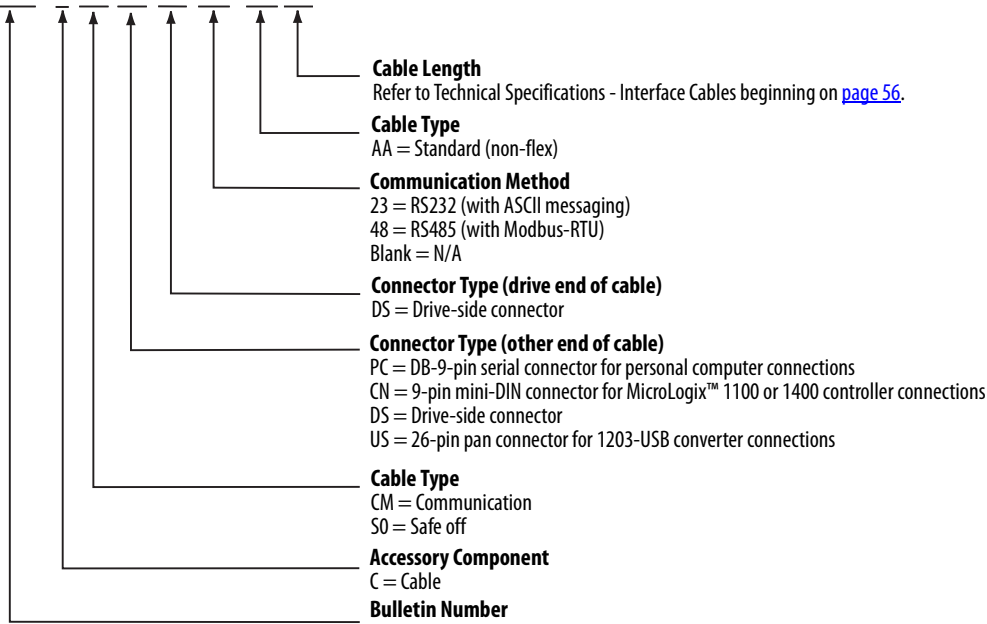 Cable Length
Refer to Technical Specifications - Interface Cables beginning on page 56.
Cable Type
AA = Standard (non-flex)
Communication Method
23 = RS232 (with ASCII messaging)
48 = RS485 (with Modbus-RTU)
Blank = N/A
Connector Type (drive end of cable)
DS = Drive-side connector
Connector Type (other end of cable)
PC = DB-9-pin serial connector for personal computer connections
CN = 9-pin mini-DIN connector for MicroLogix™ 1100 or 1400 controller connections
DS = Drive-side connector
US = 26-pin pan connector for 1203-USB converter connections
Cable Type
CM = Communication
S0 = Safe off
Accessory Component
C = Cable
Bulletin Number